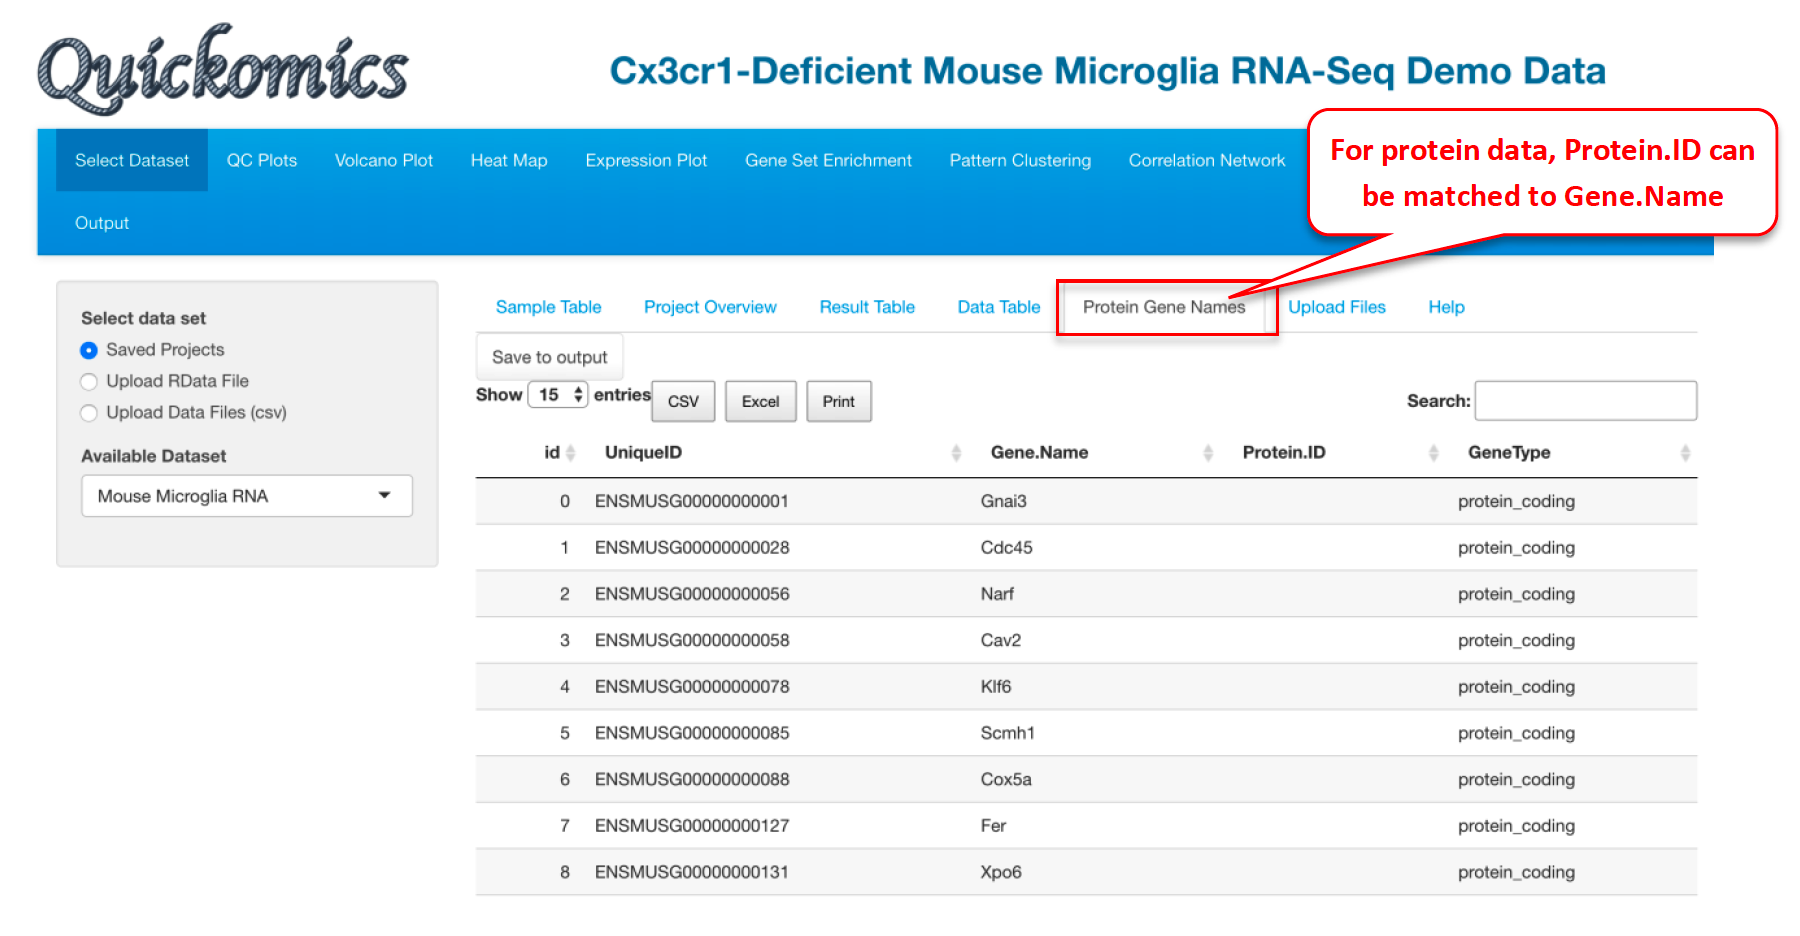 Quickomics
Cx3cr1-Deficient Mouse Microglia RNA-Seq Demo Data
For protein data, Protein.ID can
be matched to Gene.Name
Select Dataset QC Plots Volcano Plot Heat Map Expression Plot Gene Set Enrichment Pattern Clustering Correlation Network
Output
Select data set
Saved Projects
Upload RData File
Upload Data Files (csv)
Available Dataset
Mouse Microglia RNA
Sample Table Project Overview Result Table Data Table Protein Gene Names Upload Files Help
Save to output
Show 15 entries CSV Excel Print Search:
id UniqueID Gene.Name Protein.ID GeneType
0 ENSMUSG00000000001 Gnai3 protein_coding
1 ENSMUSG00000000028 Cdc45 protein_coding
2 ENSMUSG00000000056 Narf protein_coding
3 ENSMUSG00000000058 Cav2 protein_coding
4 ENSMUSG00000000078 Klf6 protein_coding
5 ENSMUSG00000000085 Scmh1 protein_coding
6 ENSMUSG00000000088 Cox5a protein_coding
7 ENSMUSG00000000127 Fer protein_coding
8 ENSMUSG00000000131 Xpo6 protein_coding